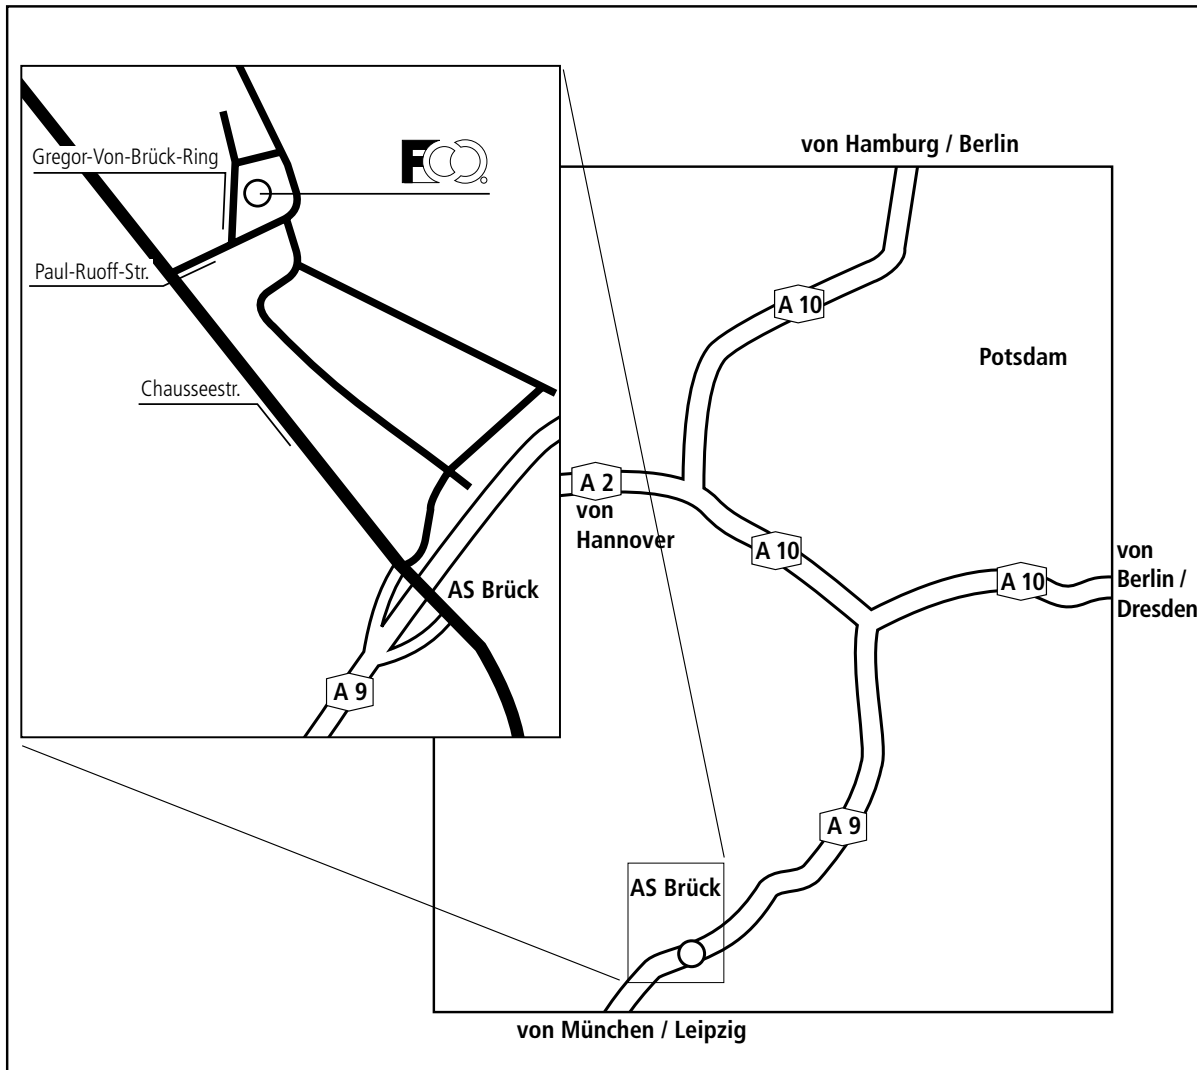 von Hamburg / Berlin
Gregor-Von-Brück-Ring
FCC
Paul-Ruoff-Str.
A 10
Potsdam
Chausseestr.
A 2
von
Hannover
A 10
von
Berlin /
Dresden
A 10
AS Brück
A 9
A 9
AS Brück
von München / Leipzig